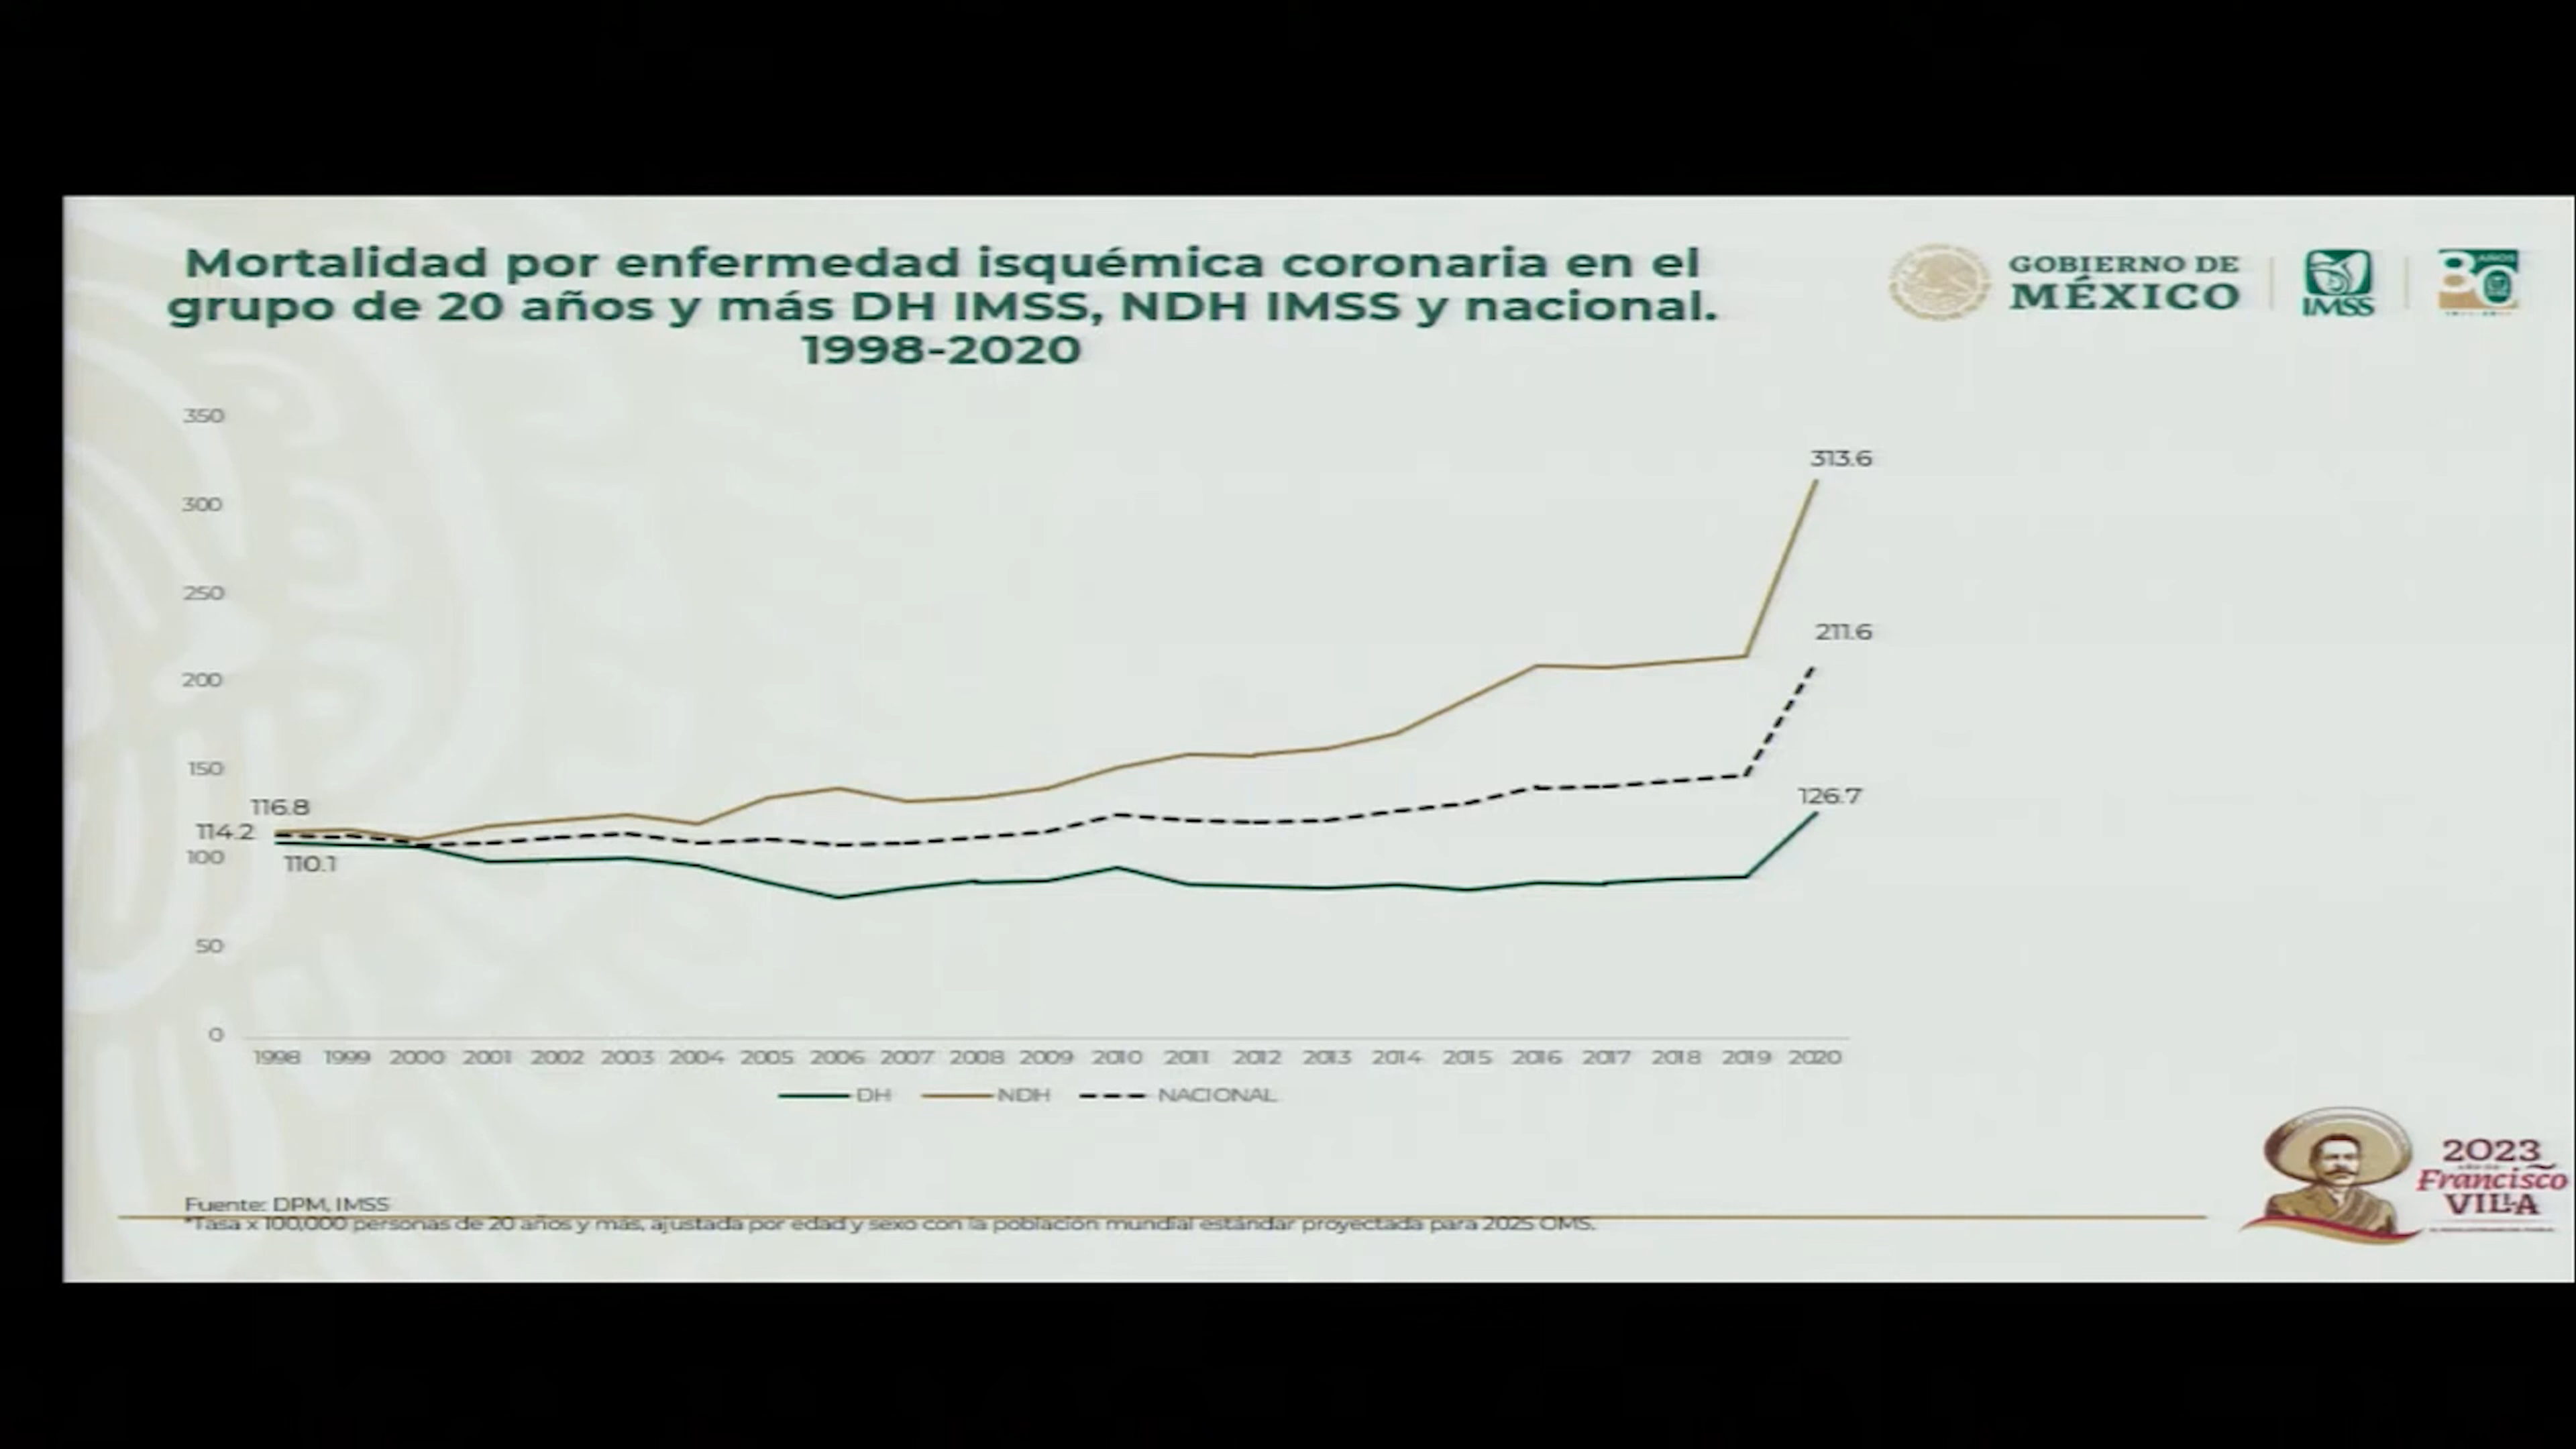 Mortalidad por enfermedad isquémica coronaria en el
grupo de 20 años y más DH IMSS, NDH IMSS y nacional.
1998-2020
GOBIERNO DE
MÉXICO
IMSS
AÑOS
350
300
250
200
150
100
50
0
116.8
114.2
110.1
313.6
211.6
126.7
1998 1999 2000 2001 2002 2003 2004 2005 2006 2007 2008 2009 2010 2011 2012 2013 2014 2015 2016 2017 2018 2019 2020
DH NDH NACIONAL
Fuente: DPM, IMSS
*Tasa x 100,000 personas de 20 años y más, ajustada por edad y sexo con la población mundial estándar proyectada para 2025 OMS.
2023
Francisco
VILLA